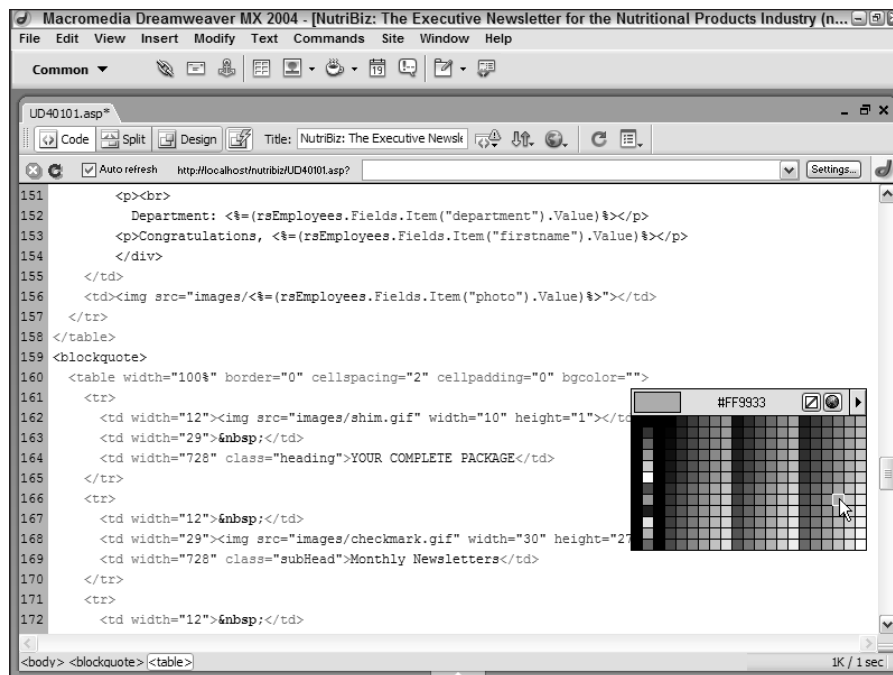 Macromedia Dreamweaver MX 2004 - [NutriBiz: The Executive Newsletter for the Nutritional Products Industry (n...
File Edit View Insert Modify Text Commands Site Window Help
Common
19
UD40101.asp*
Code Split Design Title: NutriBiz: The Executive Newsle
Auto refresh http://localhost/nutribiz/UD40101.asp? Settings...
151 <p><br>
152 Department: <%=(rsEmployees.Fields.Item("department").Value)%></p>
153 <p>Congratulations, <%=(rsEmployees.Fields.Item("firstname").Value)%></p>
154 </div>
155 </td>
156 <td><img src="images/<%=(rsEmployees.Fields.Item("photo").Value)%>"></td>
157 </tr>
158 </table>
159 <blockquote>
160 <table width="100%" border="0" cellspacing="2" cellpadding="0" bgcolor="">
161 <tr>
#FF9933
162 <td width="12"><img src="images/shim.gif" width="10" height="1"></td
163 <td width="29">&nbsp;</td>
164 <td width="728" class="heading">YOUR COMPLETE PACKAGE</td>
165 </tr>
166 <tr>
167 <td width="12">&nbsp;</td>
168 <td width="29"><img src="images/checkmark.gif" width="30" height="27
169 <td width="728" class="subHead">Monthly Newsletters</td>
170 </tr>
171 <tr>
172 <td width="12">&nbsp;</td>
<body> <blockquote> <table> 1K / 1 sec